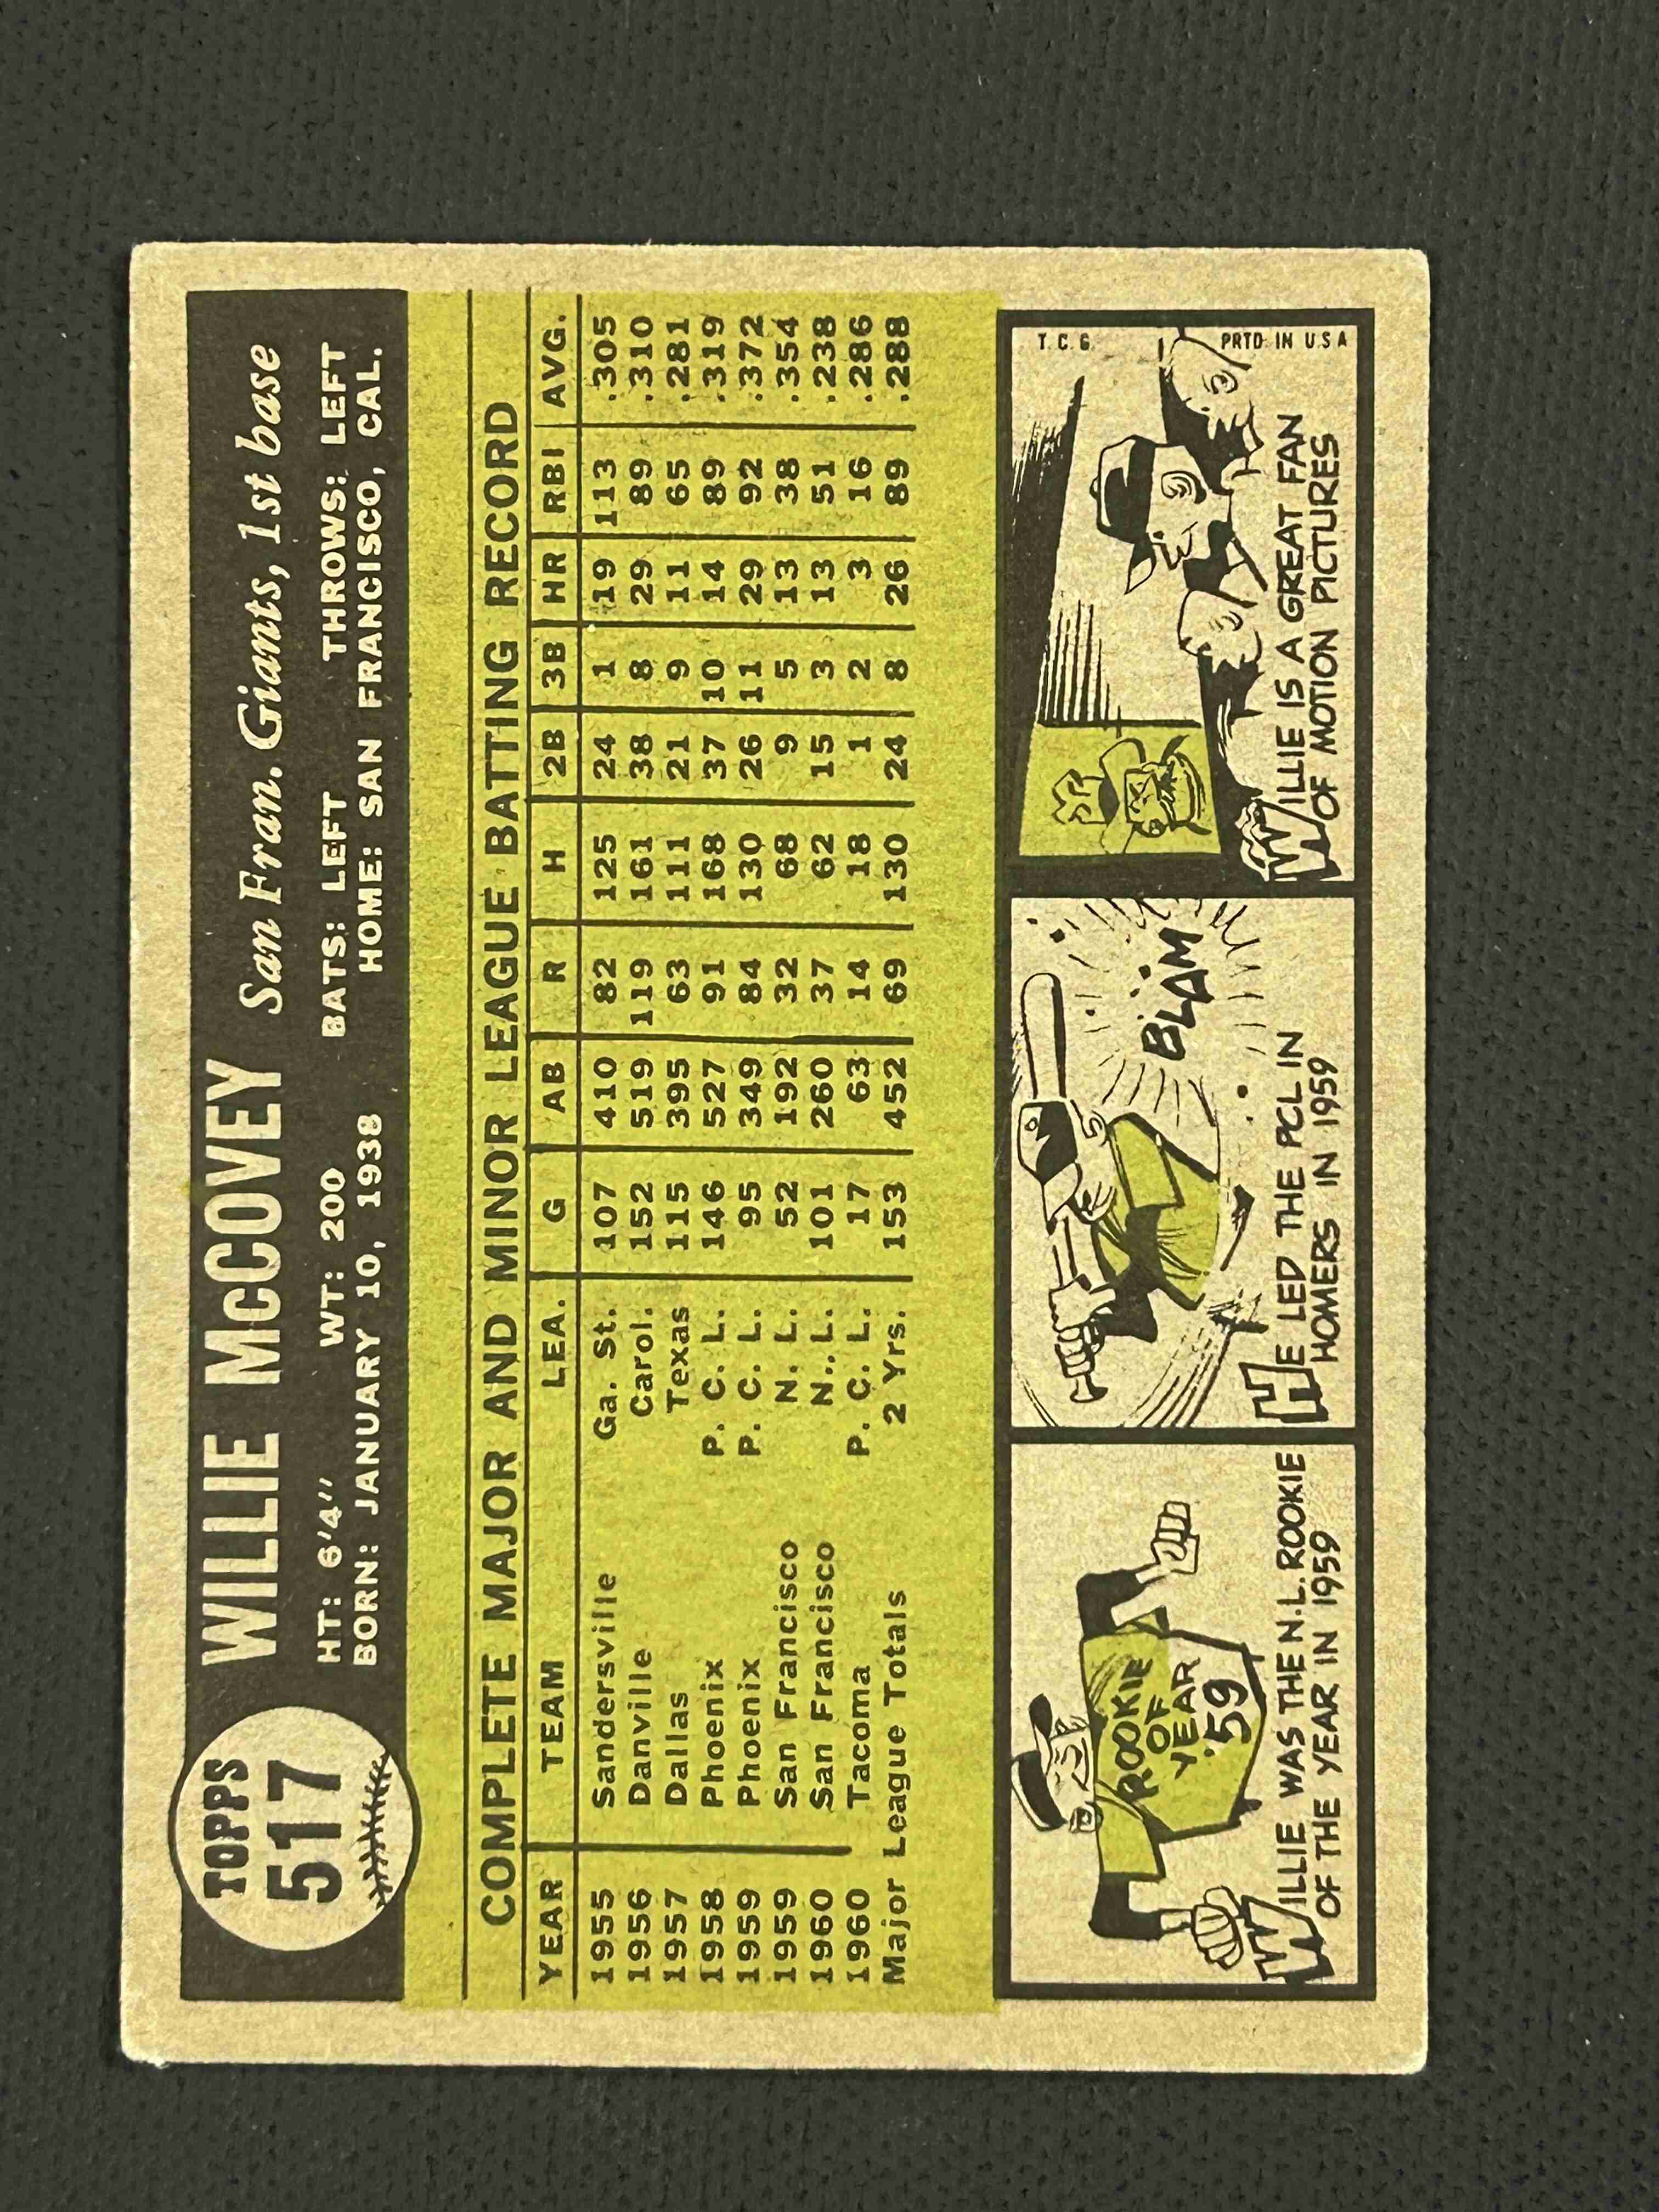 TOPPS
517
WILLIE McCOVEY San Fran. Giants, 1st base
HT: 6'4" WT: 200 BATS: LEFT THROWS: LEFT
BORN: JANUARY 10, 1938 HOME: SAN FRANCISCO, CAL.
COMPLETE MAJOR AND MINOR LEAGUE BATTING RECORD
YEAR TEAM LEA. G AB R H 2B 3B HR RBI AVG.
1955 Sandersville Ga. St. 107 410 82 125 24 1 19 113 .305
1956 Danville Carol. 152 519 119 161 38 8 29 89 .310
1957 Dallas Texas 115 395 63 111 21 9 11 65 .281
1958 Phoenix P. C. L. 146 527 91 168 37 10 14 89 .319
1959 Phoenix P. C. L. 95 349 84 130 26 11 29 92 .372
1959 San Francisco N. L. 52 192 32 68 9 5 13 38 .354
1960 San Francisco N. L. 101 260 37 62 15 3 13 51 .238
1960 Tacoma P. C. L. 17 63 14 18 1 2 3 16 .286
Major League Totals 2 Yrs. 153 452 69 130 24 8 26 89 .288
ROOKIE
OF
YEAR
'59
WILLIE WAS THE N.L. ROOKIE
OF THE YEAR IN 1959
BLAM
HE LED THE PCL IN
HOMERS IN 1959
T.C.G. PRTD. IN U.S.A
WILLIE IS A GREAT FAN
OF MOTION PICTURES